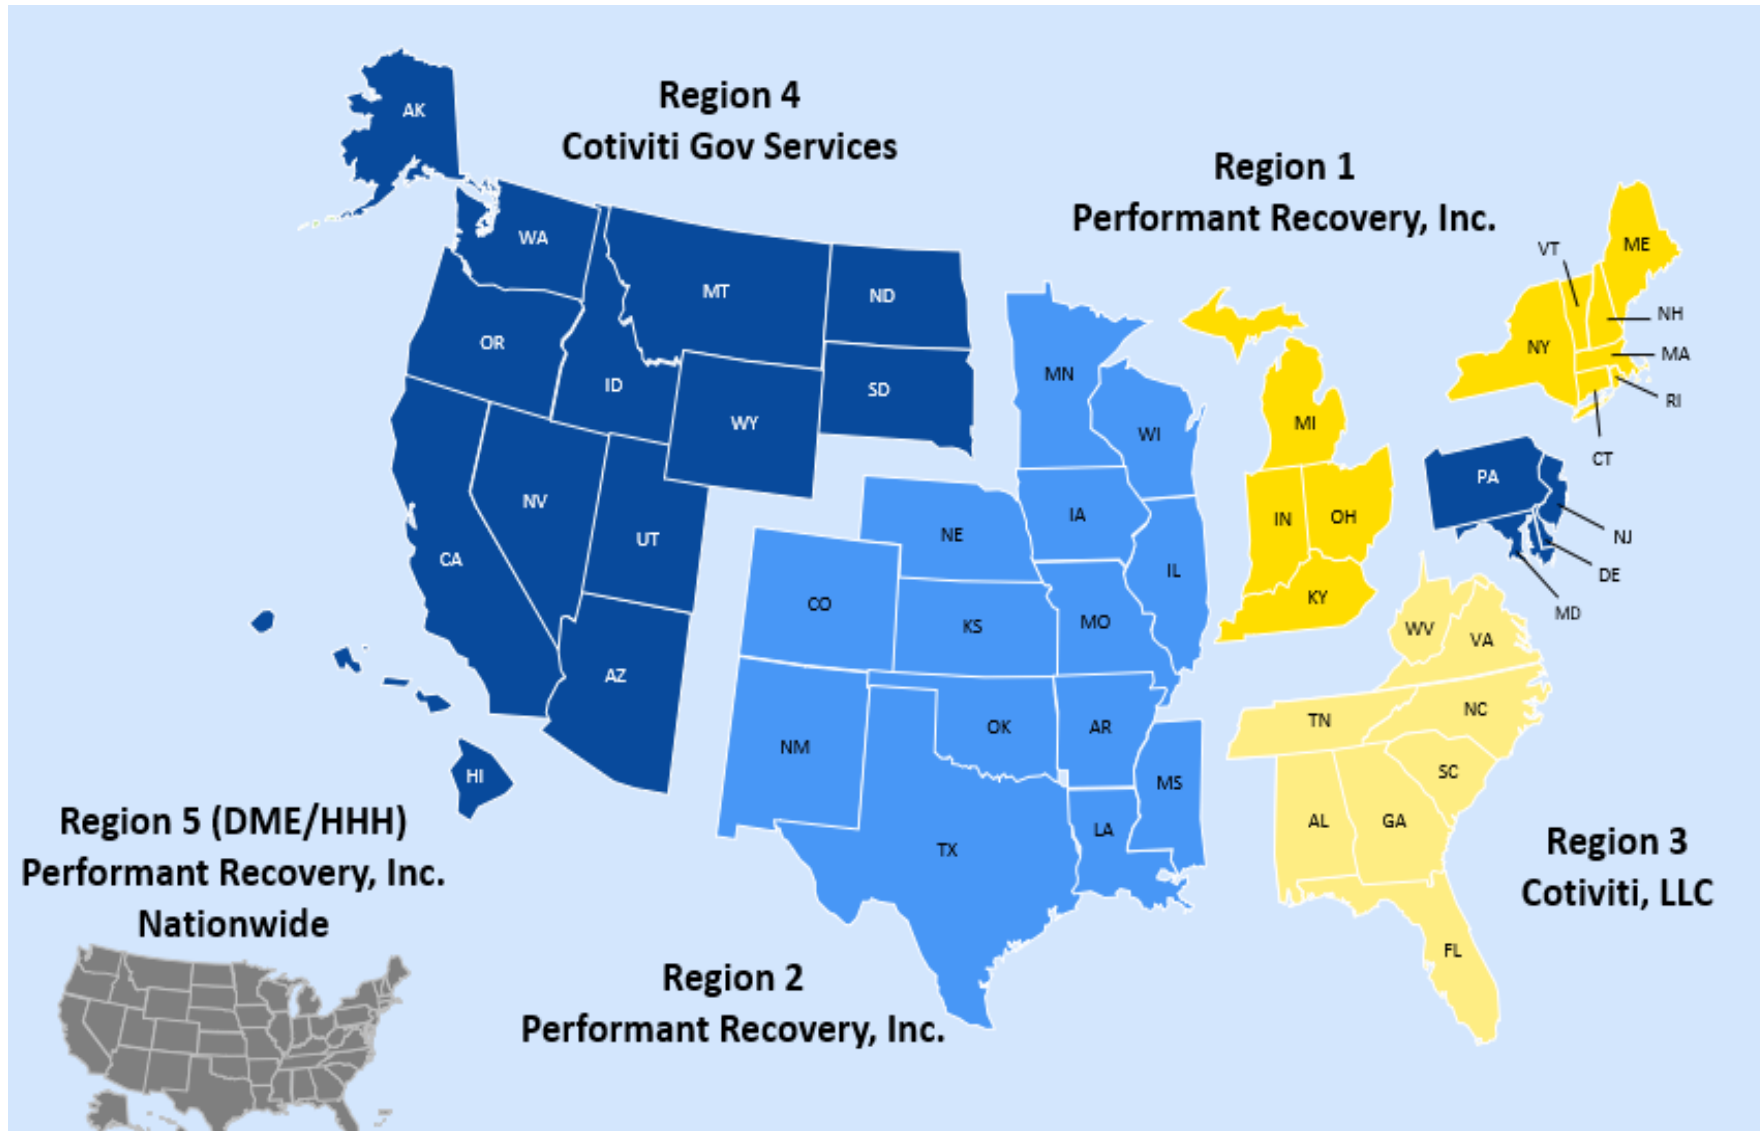 Region 4
Cotiviti Gov Services
Region 1
Performant Recovery, Inc.
AK
WA
MT
ND
OR
ID
SD
WY
NV
UT
CA
AZ
HI
MN
WI
IA
NE
IL
CO
KS
MO
OK
AR
NM
MS
LA
TX
MI
IN
OH
KY
VT
ME
NH
NY
MA
RI
CT
PA
NJ
DE
MD
WV
VA
TN
NC
SC
AL
GA
FL
Region 5 (DME/HHH)
Performant Recovery, Inc.
Nationwide
Region 3
Cotiviti, LLC
Region 2
Performant Recovery, Inc.